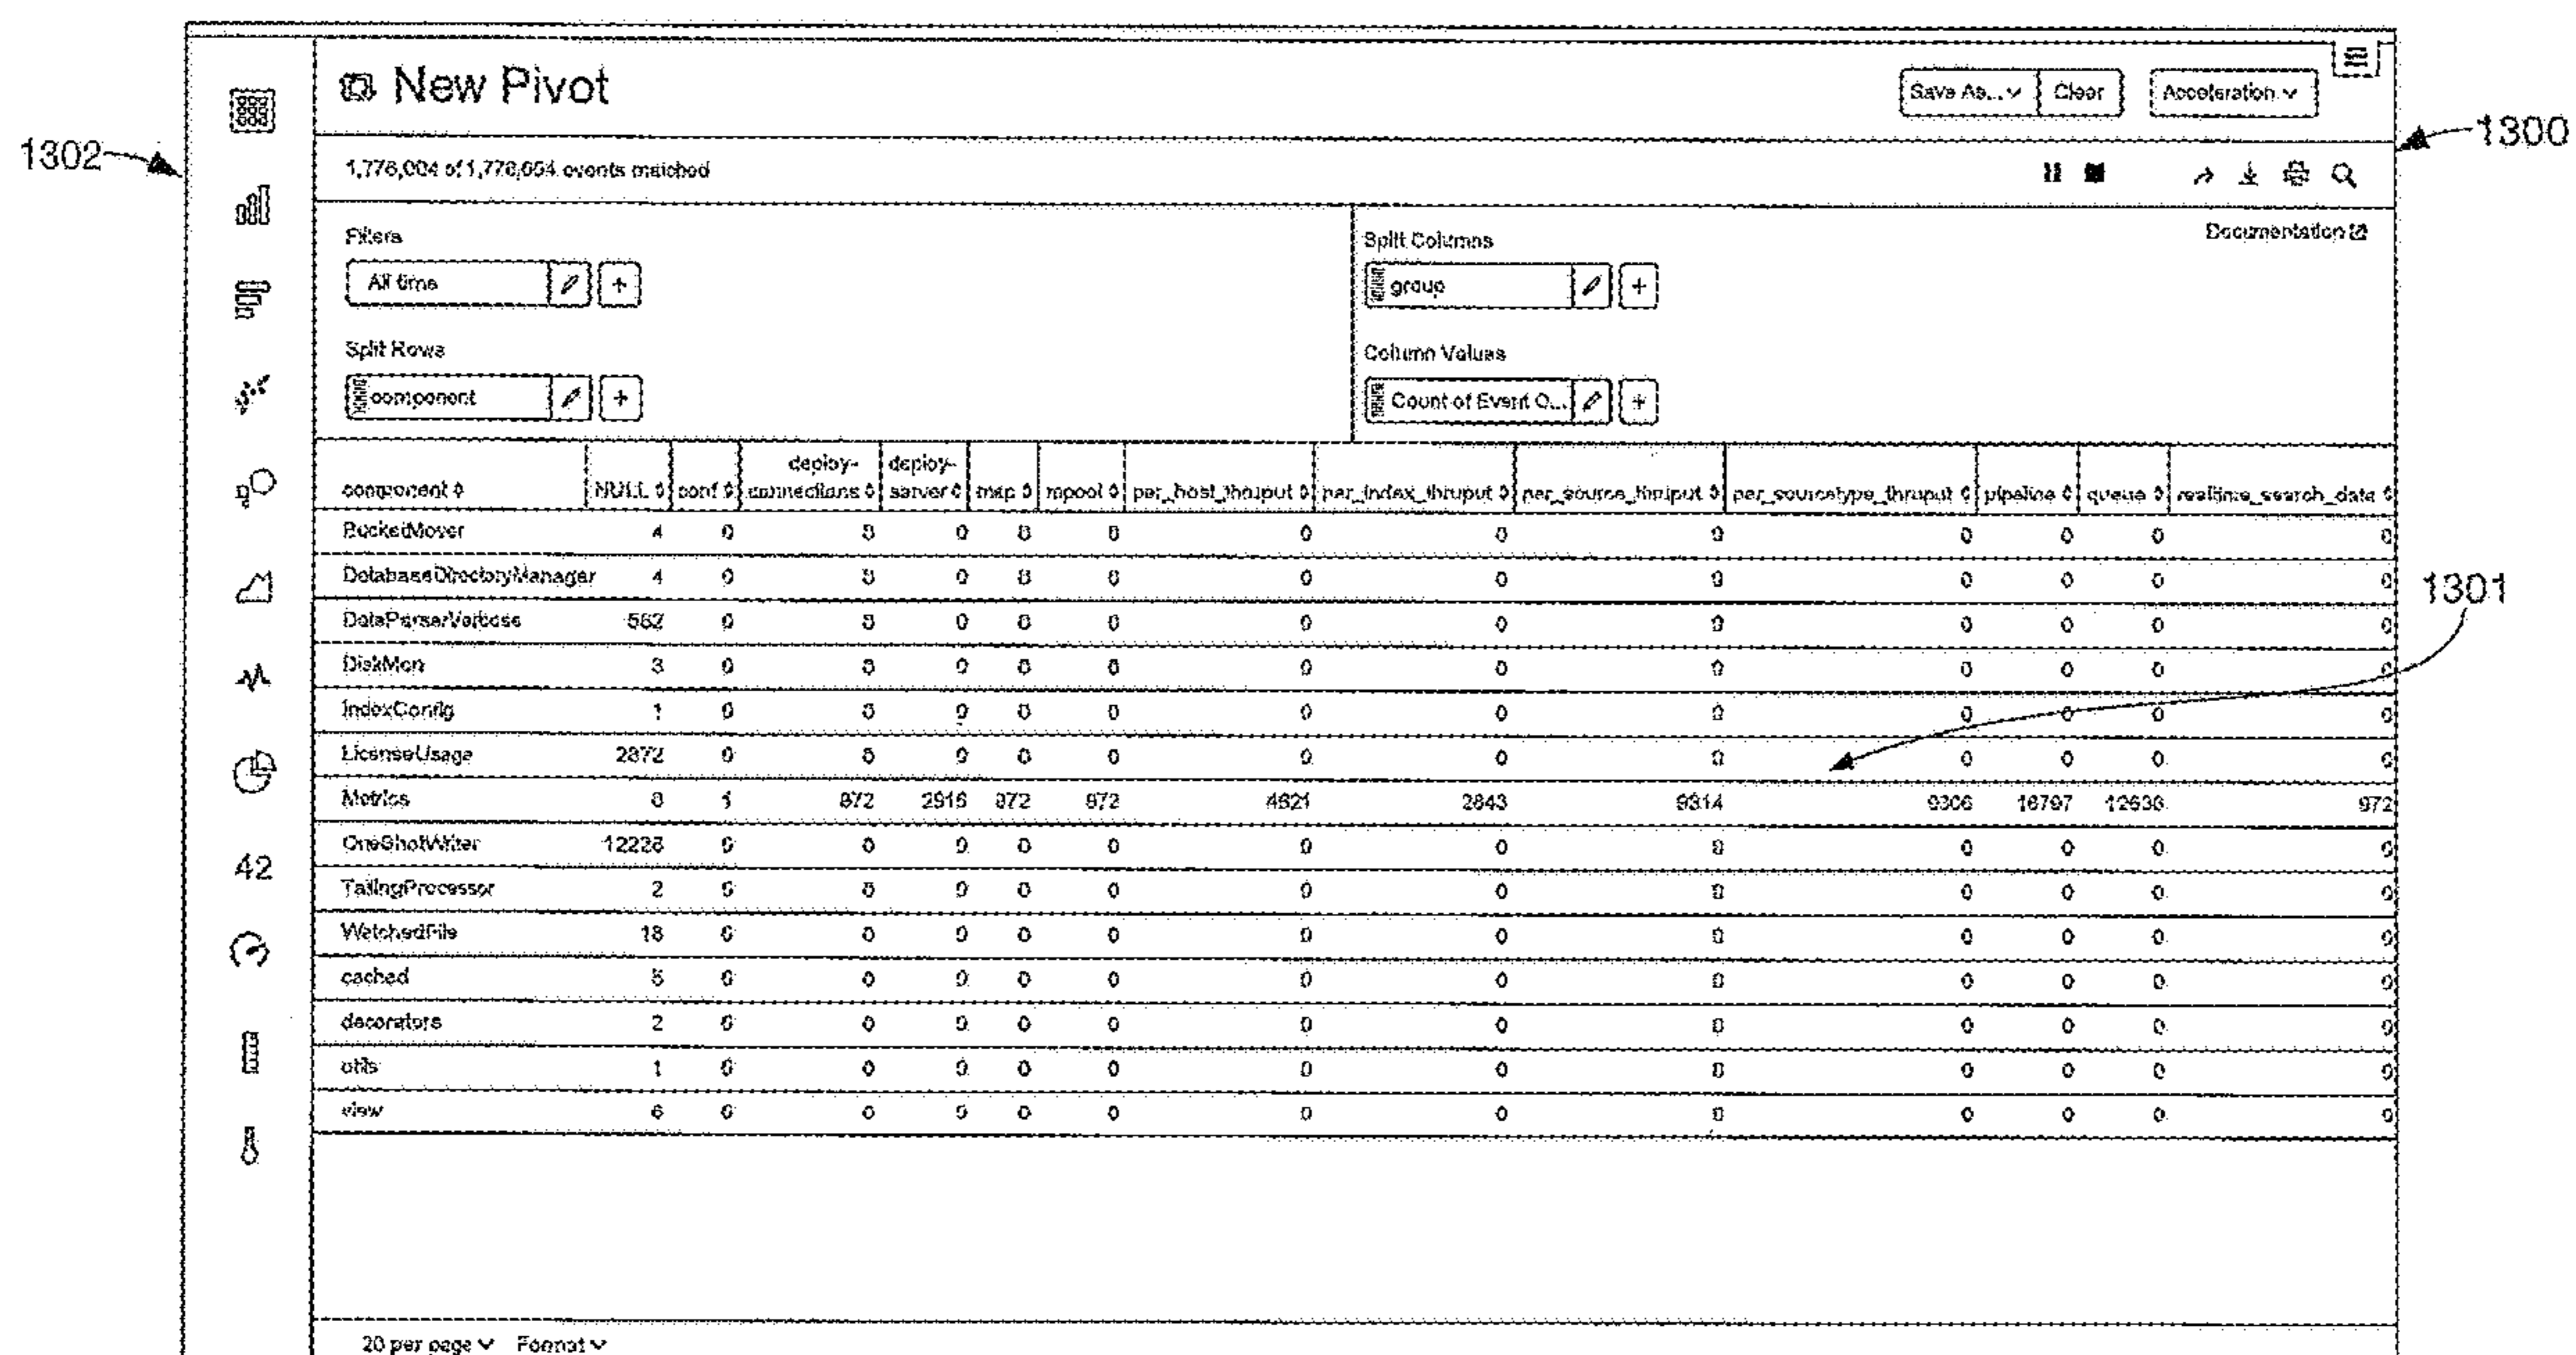 New Pivot
Save As... Clear Acceleration
1302
1300
events matched
Filters
Split Columns
Documentation
All time
group
Split Rows
Column Values
component
Count of Event O...
deploy- deploy-
component NULL conf connections server map mpool per_host_thruput per_index_thruput per_source_thruput per_sourcetype_thruput pipeline queue realtime_search_data
BucketMover 4 0 0 0 0 0 0 0 0 0 0 0 0
DatabaseDirectoryManager 4 0 0 0 0 0 0 0 0 0 0 0 0
1301
DataParserVerbose 562 0 0 0 0 0 0 0 0 0 0 0 0
DiskMon 3 0 0 0 0 0 0 0 0 0 0 0 0
IndexConfig 1 0 0 0 0 0 0 0 0 0 0 0 0
LicenseUsage 2872 0 0 0 0 0 0 0 0 0 0 0 0
Metrics 0 1 972 2916 972 972 2843 9314 9306 16797 972
OneShotWriter 0 0 0 0 0 0 0 0 0 0 0 0
42
TailingProcessor 2 0 0 0 0 0 0 0 0 0 0 0 0
WatchedFile 18 0 0 0 0 0 0 0 0 0 0 0 0
cached 5 0 0 0 0 0 0 0 0 0 0 0 0
decorators 2 0 0 0 0 0 0 0 0 0 0 0 0
utils 1 0 0 0 0 0 0 0 0 0 0 0 0
view 6 0 0 0 0 0 0 0 0 0 0 0 0
20 per page Format